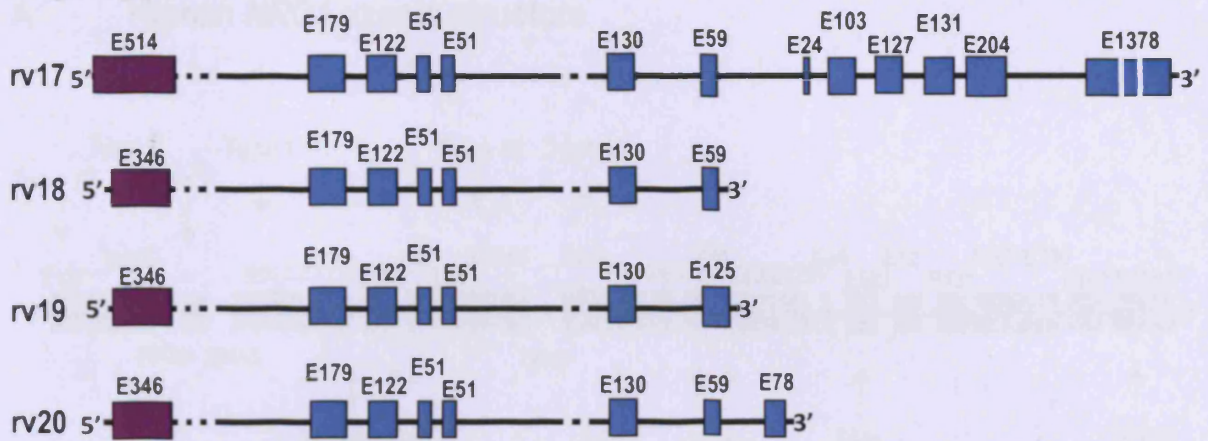 E514 E179 E122 E51 E51 E130 E59 E24 E103 E127 E131 E204 E1378
rv17 5' 3'
E346 E179 E122 E51 E51 E130 E59
rv18 5' 3'
E346 E179 E122 E51 E51 E130 E125
rv19 5' 3'
E346 E179 E122 E51 E51 E130 E59 E78
rv20 5' 3'